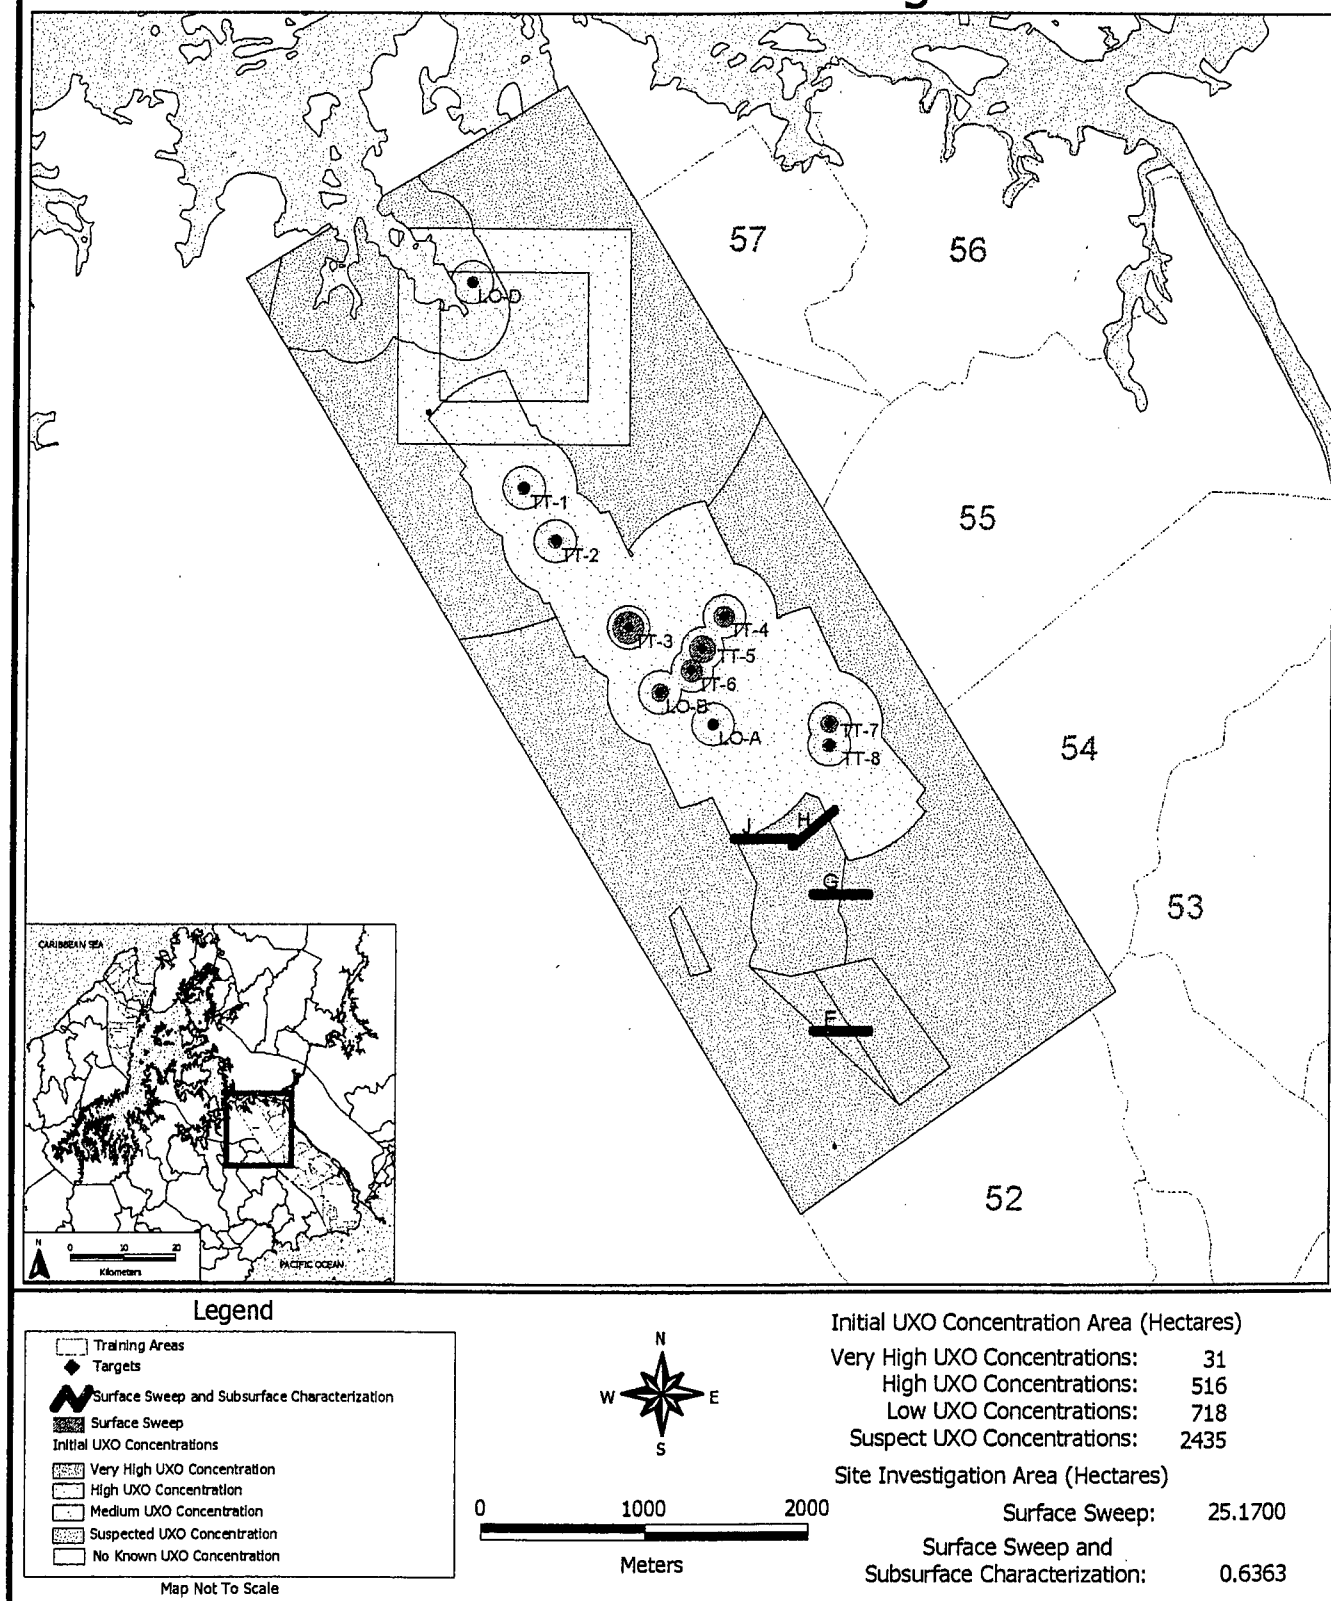 57
56
LO-D
TT-1
55
TT-2
TT-4
TT-3
TT-5
TT-6
LO-B
TT-7
LO-A
54
TT-8
J H
G
53
CARIBBEAN SEA
F
52
N
0 10 20
Kilometers
PACIFIC OCEAN
Legend
Training Areas
Targets
Surface Sweep and Subsurface Characterization
Surface Sweep
Initial UXO Concentrations
Very High UXO Concentration
High UXO Concentration
Medium UXO Concentration
Suspected UXO Concentration
No Known UXO Concentration
Map Not To Scale
N
W E
S
0 1000 2000
Meters
Initial UXO Concentration Area (Hectares)
Very High UXO Concentrations: 31
High UXO Concentrations: 516
Low UXO Concentrations: 718
Suspect UXO Concentrations: 2435
Site Investigation Area (Hectares)
Surface Sweep: 25.1700
Surface Sweep and
Subsurface Characterization: 0.6363